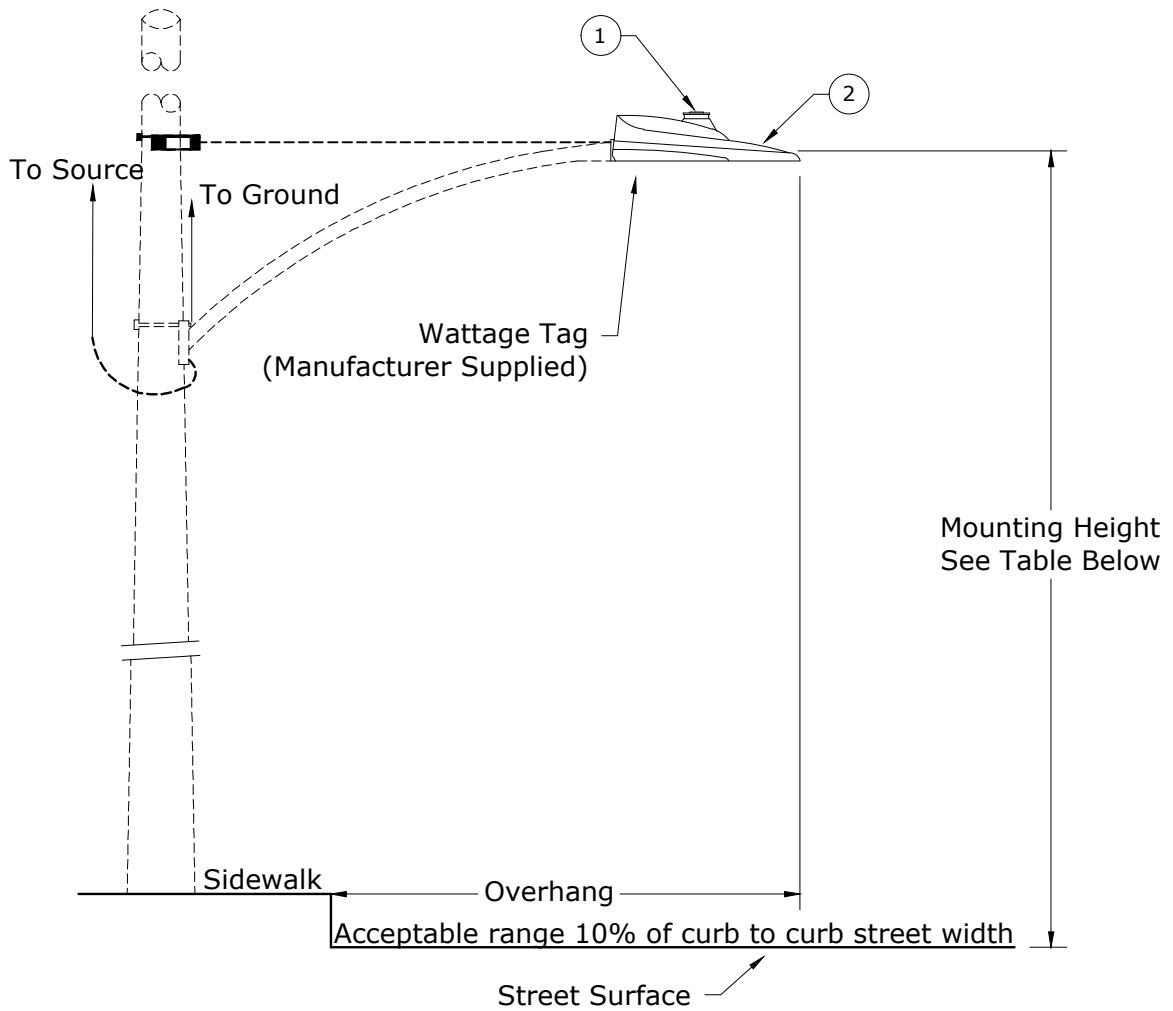 1
2
To Source
To Ground
Wattage Tag
(Manufacturer Supplied)
Mounting Height
See Table Below
Sidewalk
Overhang
Acceptable range 10% of curb to curb street width
Street Surface